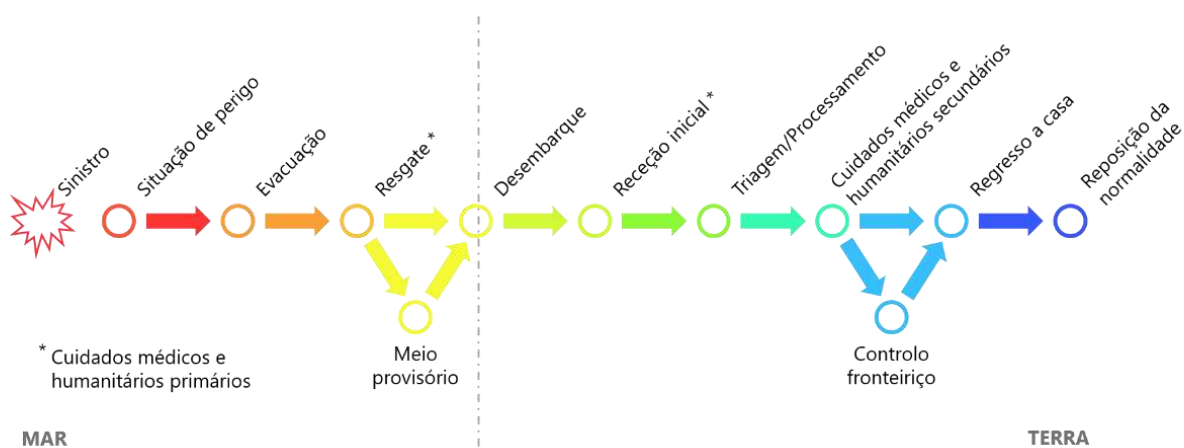 Sinistro
Situação de perigo
Evacuação
Resgate *
Desembarque
Receção inicial *
Triagem/Processamento
Cuidados médicos e
humanitários secundários
Regresso a casa
Reposição da
normalidade
* Cuidados médicos e
humanitários primários
Meio
provisório
Controlo
fronteiriço
MAR
TERRA